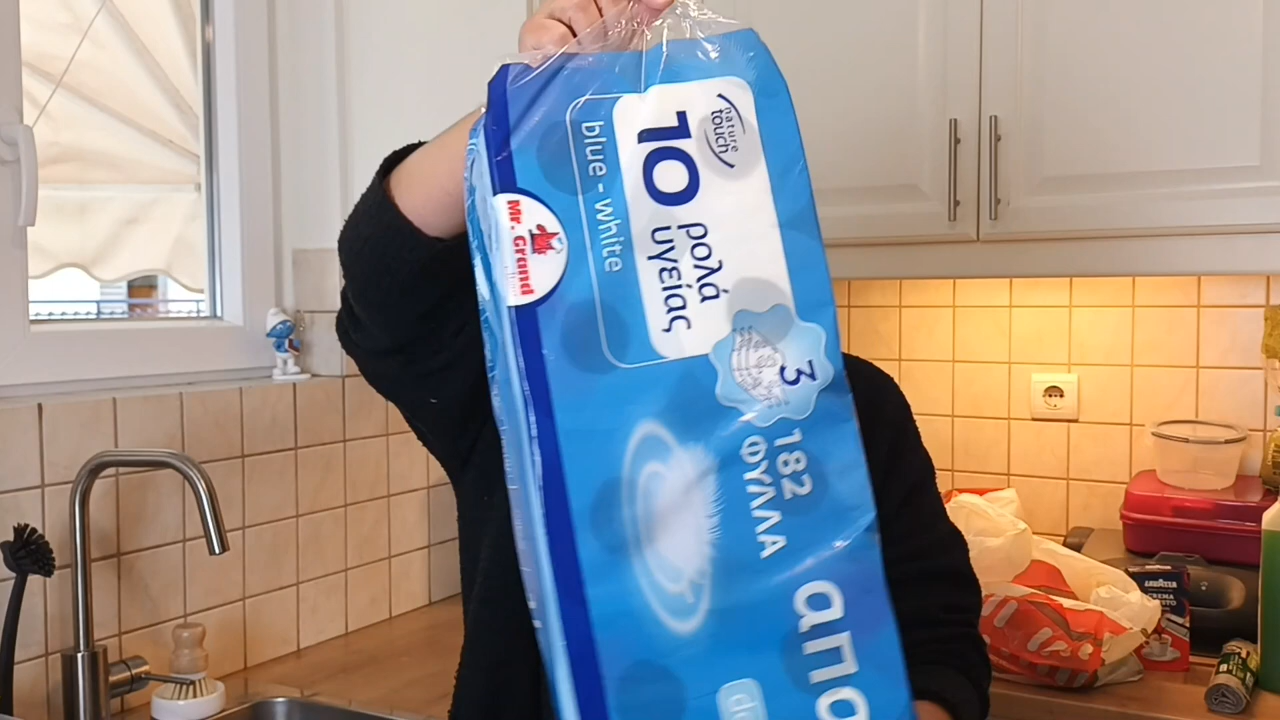 nature
touch
10
ρολά
υγείας
blue - white
Mr. Grand
3
182
ΦΥΛΛΑ
απο
LAVAZZA
CREMA